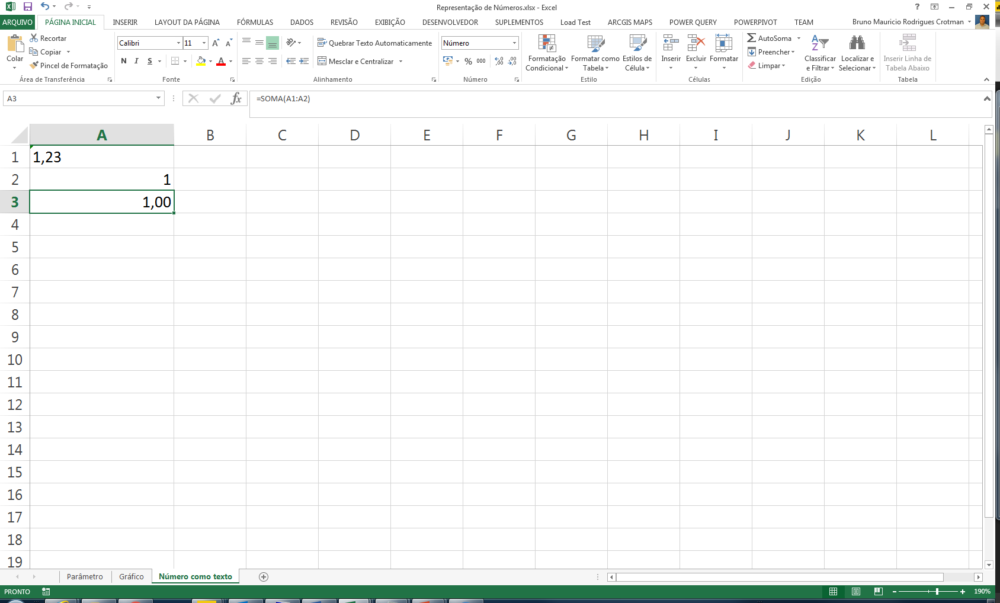 Representação de Números.xlsx - Excel
?
ARQUIVO PÁGINA INICIAL INSERIR LAYOUT DA PÁGINA FÓRMULAS DADOS REVISÃO EXIBIÇÃO DESENVOLVEDOR SUPLEMENTOS Load Test ARCGIS MAPS POWER QUERY POWERPIVOT TEAM Bruno Mauricio Rodrigues Crotman
Colar
Recortar
Copiar
Pincel de Formatação
Área de Transferência
Calibri 11 A A
N I S A
Fonte
Quebrar Texto Automaticamente
Mesclar e Centralizar
Alinhamento
Número
% 000 ,00 ,00
Número
Formatação Condicional
Formatar como Tabela
Estilos de Célula
Estilo
Inserir Excluir Formatar
Células
AutoSoma
Preencher
Limpar
Classificar e Filtrar
Localizar e Selecionar
Edição
Inserir Linha de Tabela Abaixo
Tabela
A3 fx =SOMA(A1:A2)
A B C D E F G H I J K L
1 1,23
2 1
3 1,00
4
5
6
7
8
9
10
11
12
13
14
15
16
17
18
19
Parâmetro Gráfico Número como texto
PRONTO 190%